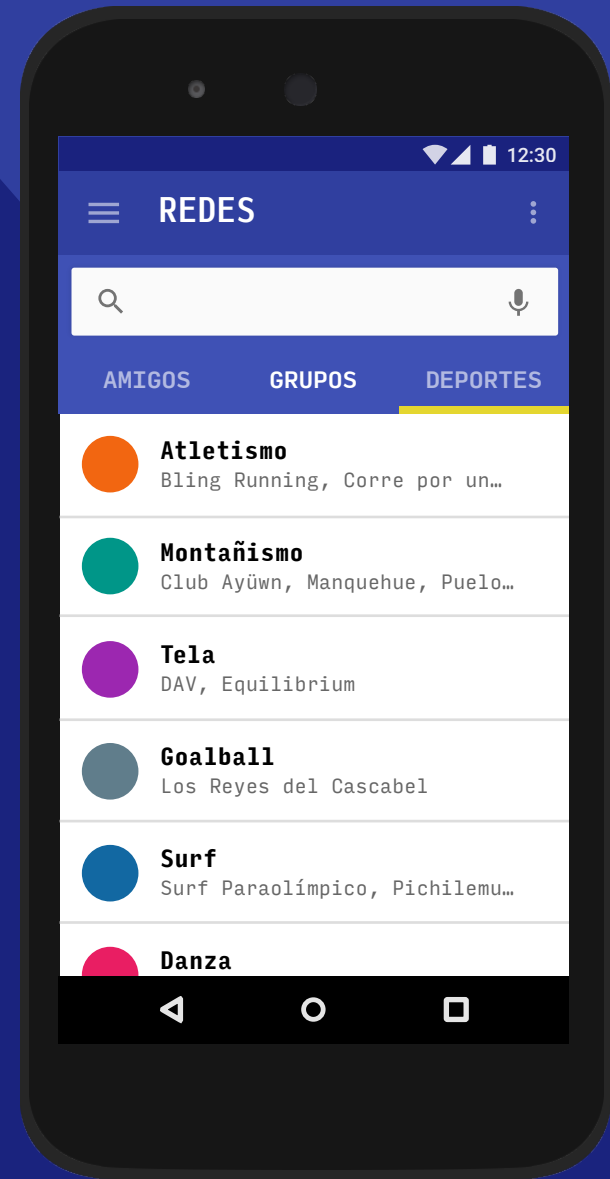 12:30
REDES
AMIGOS GRUPOS DEPORTES
Atletismo
Bling Running, Corre por un…
Montañismo
Club Ayüwn, Manquehue, Puelo…
Tela
DAV, Equilibrium
Goalball
Los Reyes del Cascabel
Surf
Surf Paraolímpico, Pichilemu…
Danza